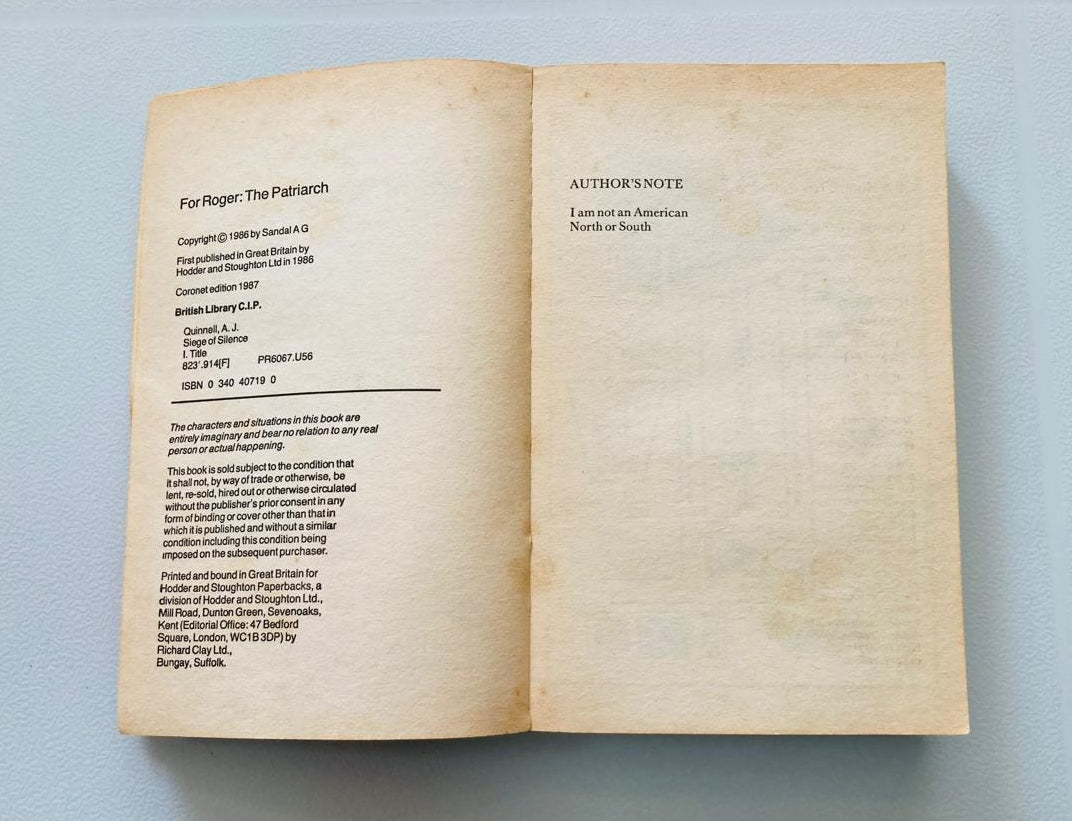 For Roger: The Patriarch
Copyright © 1986 by Sandal A G
First published in Great Britain by
Hodder and Stoughton Ltd in 1986
Coronet edition 1987
British Library C.I.P.
Quinnell, A. J.
Siege of Silence
I. Title
823'.914[F] PR6067.U56
ISBN 0 340 40719 0
The characters and situations in this book are
entirely imaginary and bear no relation to any real
person or actual happening.
This book is sold subject to the condition that
it shall not, by way of trade or otherwise, be
lent, re-sold, hired out or otherwise circulated
without the publisher's prior consent in any
form of binding or cover other than that in
which it is published and without a similar
condition including this condition being
imposed on the subsequent purchaser.
Printed and bound in Great Britain for
Hodder and Stoughton Paperbacks, a
division of Hodder and Stoughton Ltd.,
Mill Road, Dunton Green, Sevenoaks,
Kent (Editorial Office: 47 Bedford
Square, London, WC1B 3DP) by
Richard Clay Ltd.,
Bungay, Suffolk.
AUTHOR'S NOTE
I am not an American
North or South